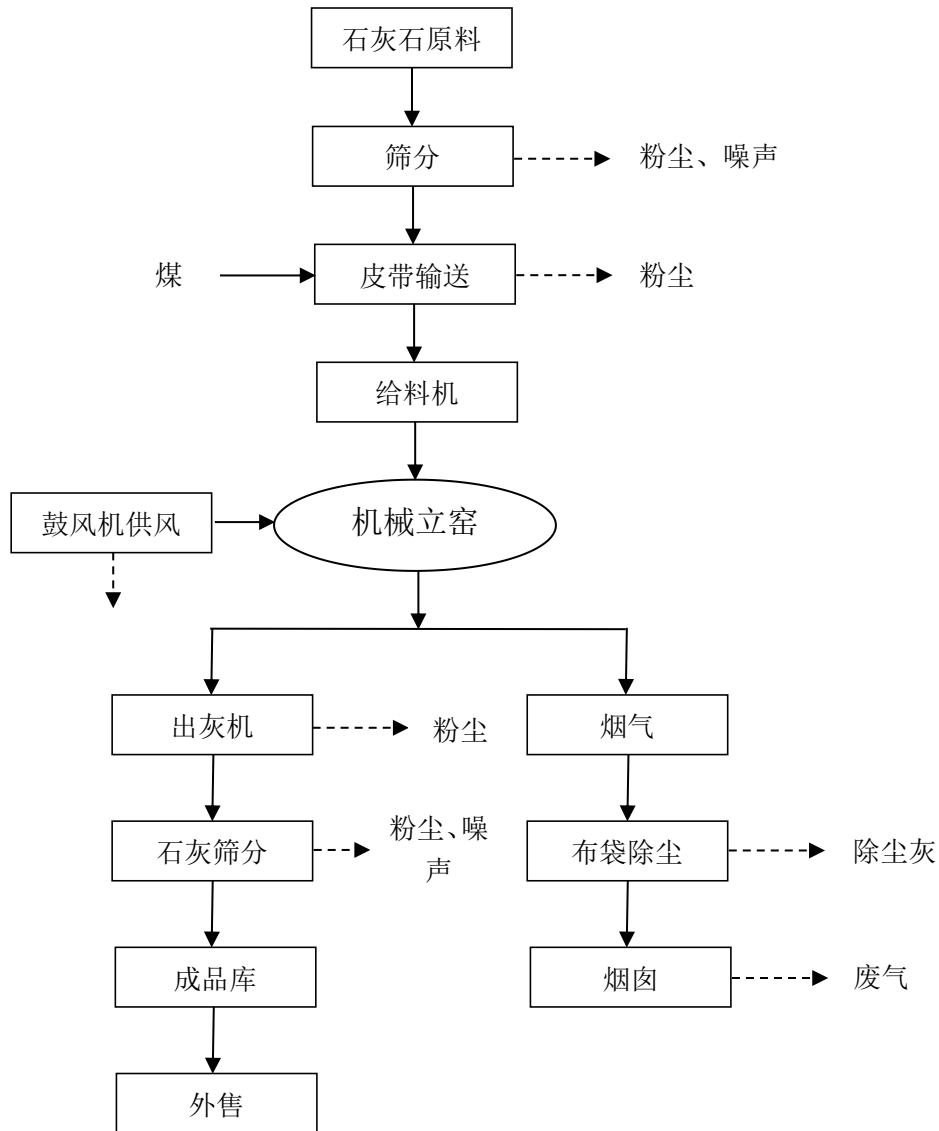 石灰石原料
筛分
粉尘、噪声
煤
皮带输送
粉尘
给料机
鼓风机供风
机械立窑
出灰机
粉尘
烟气
石灰筛分
粉尘、噪
声
布袋除尘
除尘灰
成品库
烟囱
废气
外售